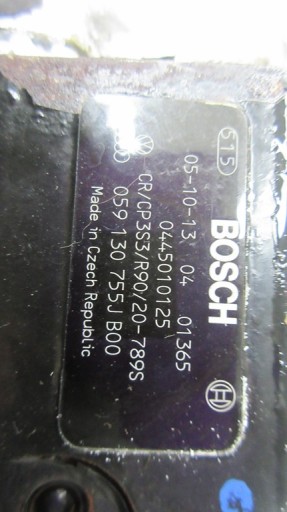 515
BOSCH
05-10-13 04 01365
0445010125
CR/CP3S3/R90/20-789S
059 130 755J B00
Made in Czech Republic